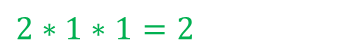 2 ∗ 1 ∗ 1 = 2